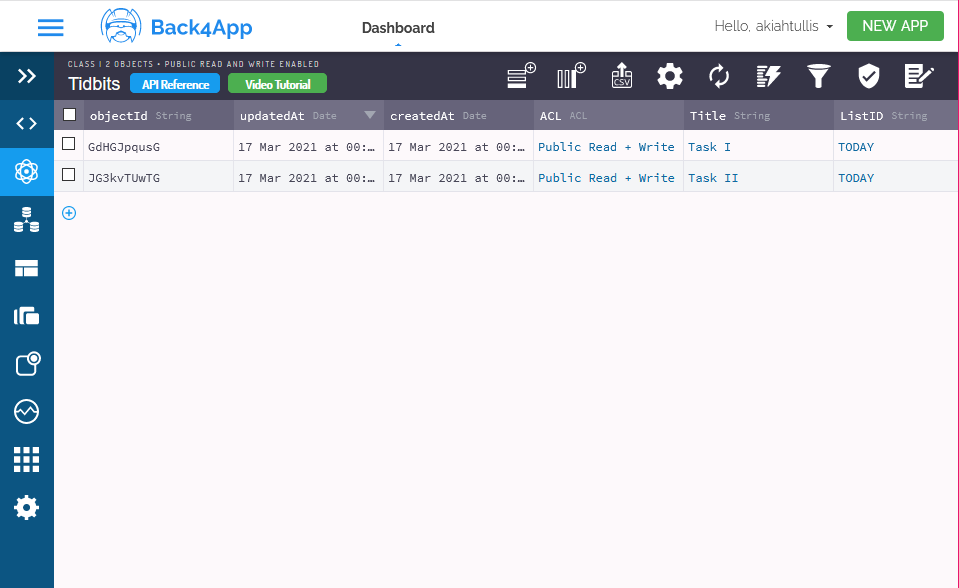 Back4App
Dashboard
Hello, akiahtullis
NEW APP
CLASS | 2 OBJECTS • PUBLIC READ AND WRITE ENABLED
Tidbits API Reference Video Tutorial
CSV
objectId String updatedAt Date createdAt Date ACL ACL Title String ListID String
GdHGJpqusG 17 Mar 2021 at 00:… 17 Mar 2021 at 00:… Public Read + Write Task I TODAY
JG3kvTUwTG 17 Mar 2021 at 00:… 17 Mar 2021 at 00:… Public Read + Write Task II TODAY